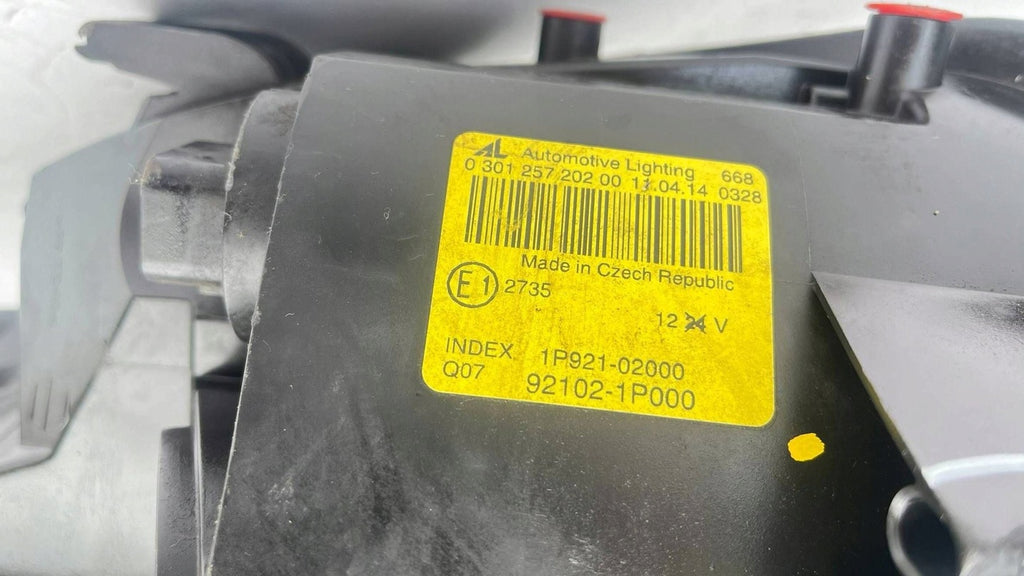 AL Automotive Lighting 668
0 301 257 202 00 11.04.14 0328
Made in Czech Republic
E1 2735
12 24 V
INDEX 1P921-02000
Q07 92102-1P000